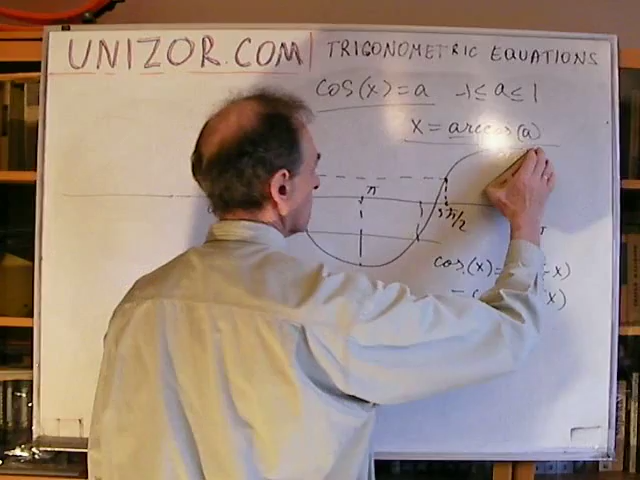 UNIZOR.COM | TRIGONOMETRIC EQUATIONS
cos(x) = a -1 ≤ a ≤ 1
x = arccos(a)
π
3π/2
cos(x) =
-x)
x)